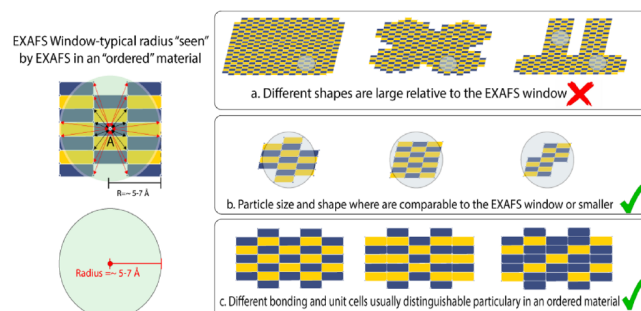 EXAFS Window-typical radius "seen"
by EXAFS in an "ordered" material
A
R=~ 5-7 Å
Radius =~ 5-7 Å
a. Different shapes are large relative to the EXAFS window
b. Particle size and shape where are comparable to the EXAFS window or smaller
c. Different bonding and unit cells usually distinguishable particulary in an ordered material